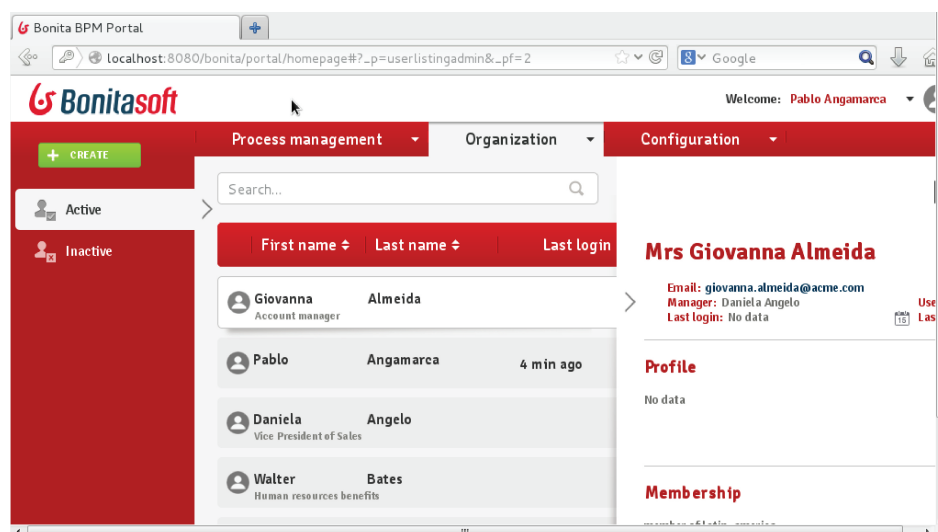 Bonita BPM Portal
localhost:8080/bonita/portal/homepage#?_p=userlistingadmin&_pf=2
Google
Bonitasoft
Welcome: Pablo Angamarca
Process management
Organization
Configuration
CREATE
Search...
Active
Inactive
First name
Last name
Last login
Mrs Giovanna Almeida
Email: giovanna.almeida@acme.com
Manager: Daniela Angelo
Use
Last login: No data
15
Las
Giovanna Almeida
Account manager
Pablo Angamarca 4 min ago
Profile
No data
Daniela Angelo
Vice President of Sales
Walter Bates
Human resources benefits
Membership